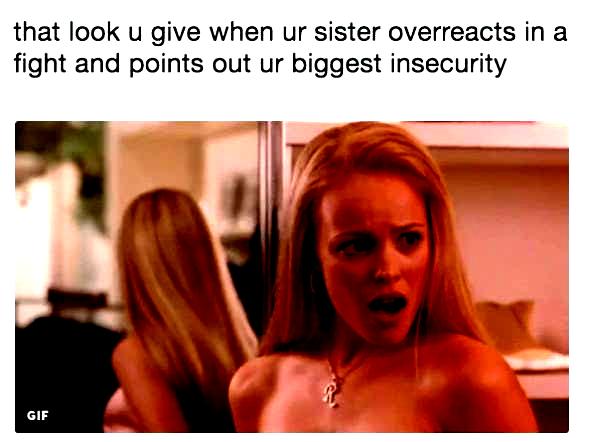 that look u give when ur sister overreacts in a
fight and points out ur biggest insecurity
R
GIF